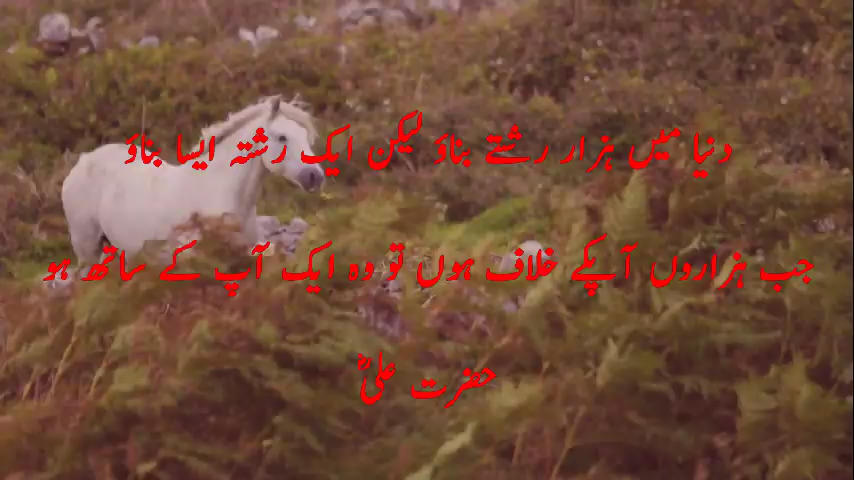 دنیا میں ہزار رشتے بناؤ لیکن ایک رشتہ ایسا بناؤ
جب ہزاروں آپکے خلاف ہوں تو وہ ایک آپ کے ساتھ ہو
حضرت علیؓ